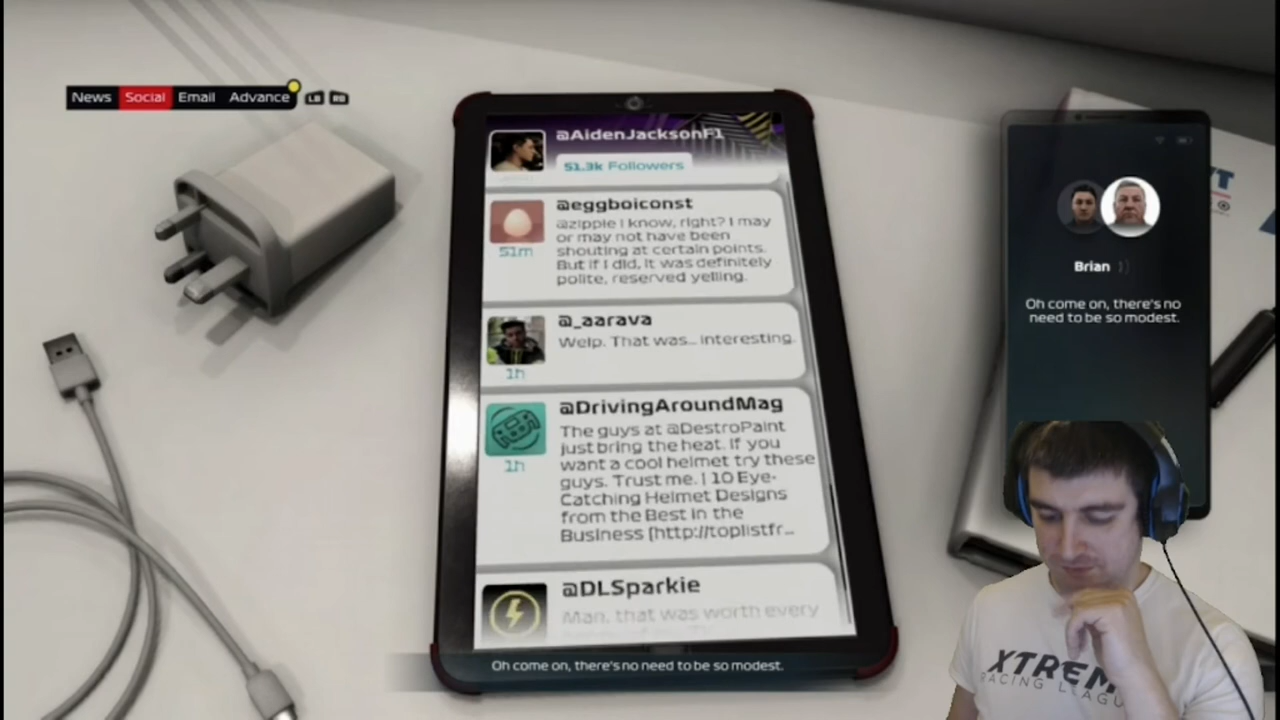 News Social Email Advance LB RB
@AidenJacksonF1
51.3k Followers
@eggboiconst
@zipple I know, right? I may
or may not have been
shouting at certain points.
But if I did, it was definitely
polite, reserved yelling.
51m
@_aarava
Welp. That was... interesting.
1h
@DrivingAroundMag
The guys at @DestroPaint
just bring the heat. If you
want a cool helmet try these
guys. Trust me. | 10 Eye-
Catching Helmet Designs
from the Best in the
Business [http://toplistfr...
1h
@DLSparkie
Man, that was worth every
Oh come on, there's no need to be so modest.
Brian
Oh come on, there's no
need to be so modest.
XTREM
RACING LEAGU